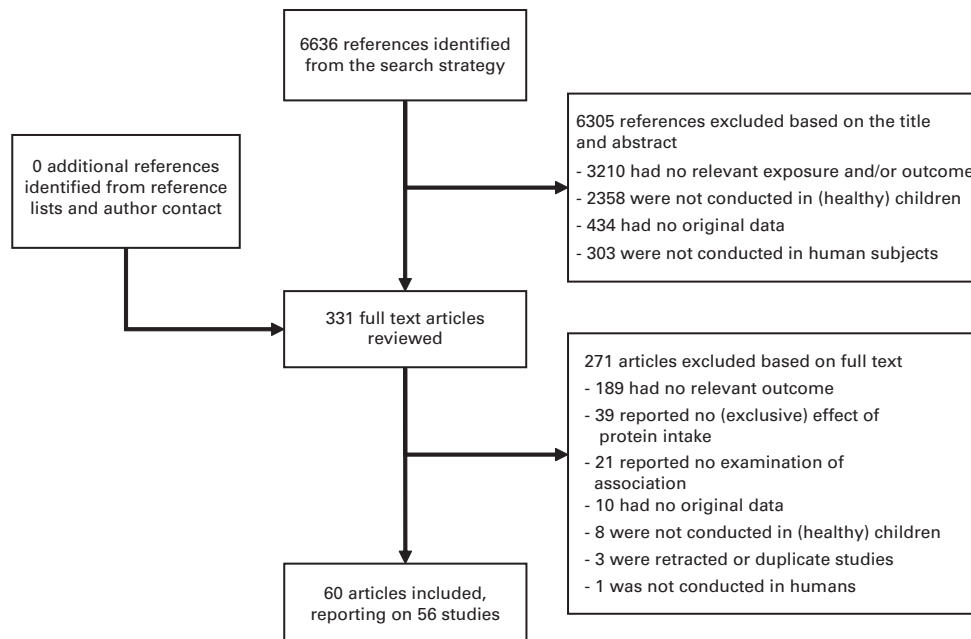 6636 references identified
from the search strategy
0 additional references
identified from reference
lists and author contact
6305 references excluded based on the title
and abstract
- 3210 had no relevant exposure and/or outcome
- 2358 were not conducted in (healthy) children
- 434 had no original data
- 303 were not conducted in human subjects
331 full text articles
reviewed
271 articles excluded based on full text
- 189 had no relevant outcome
- 39 reported no (exclusive) effect of
protein intake
- 21 reported no examination of
association
- 10 had no original data
- 8 were not conducted in (healthy) children
- 3 were retracted or duplicate studies
- 1 was not conducted in humans
60 articles included,
reporting on 56 studies